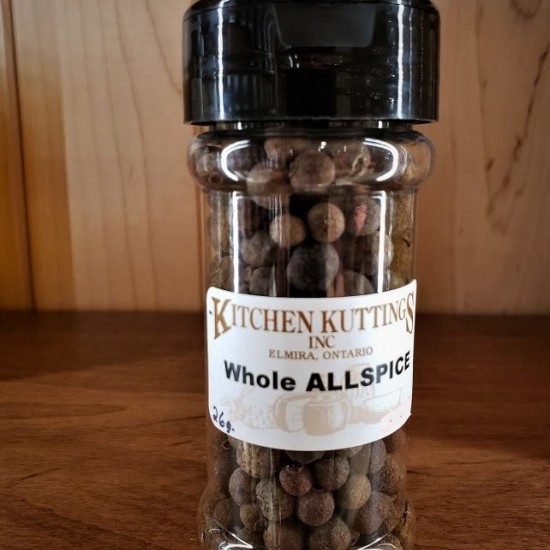 KITCHEN KUTTINGS
INC
ELMIRA, ONTARIO
Whole ALLSPICE
26g.